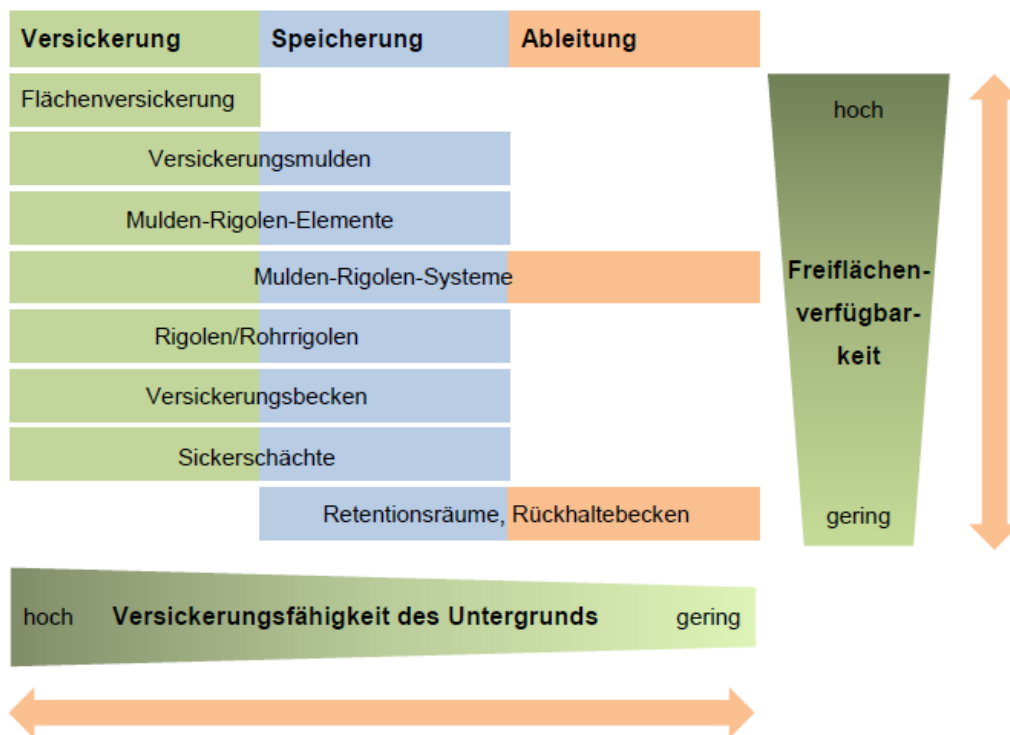 Versickerung Speicherung Ableitung
Flächenversickerung
Versickerungsmulden
Mulden-Rigolen-Elemente
Mulden-Rigolen-Systeme
Rigolen/Rohrrigolen
Versickerungsbecken
Sickerschächte
Retentionsräume, Rückhaltebecken
hoch
Freiflächen-
verfügbar-
keit
gering
hoch Versickerungsfähigkeit des Untergrunds gering